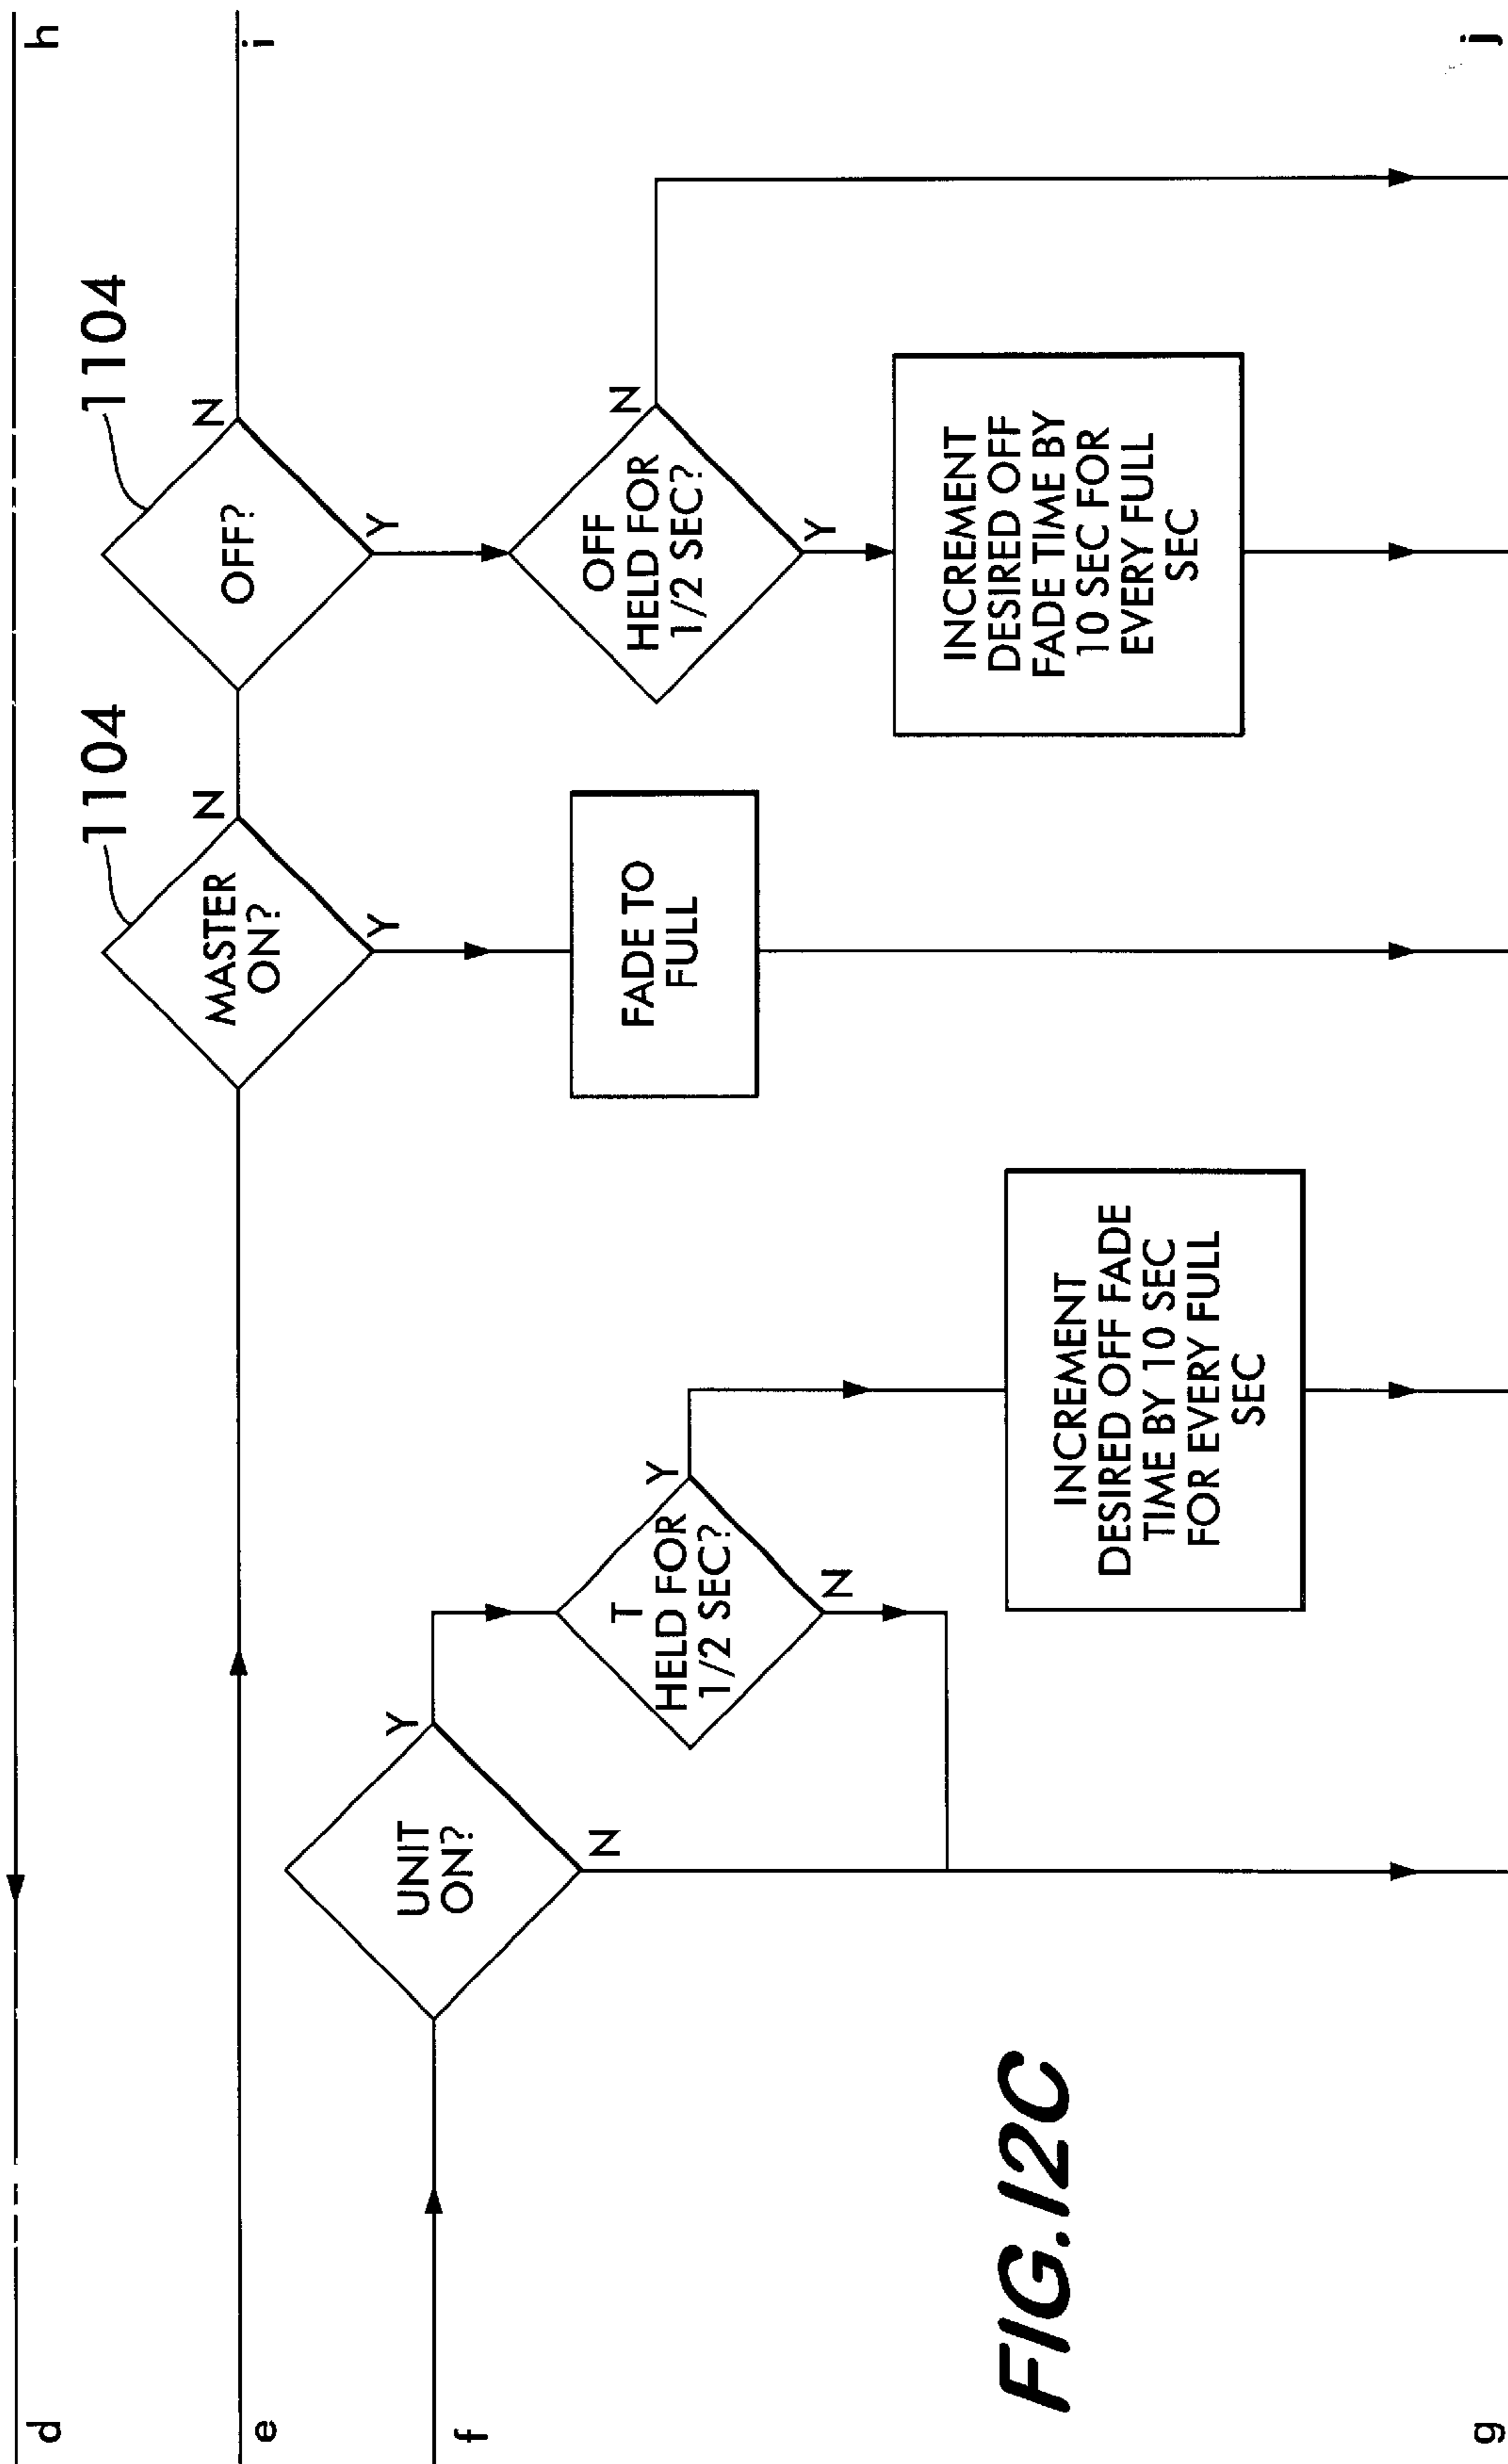 d
h
e
1104
1104
i
MASTER
ON?
N
Y
OFF?
N
Y
f
UNIT
ON?
Y
N
T
HELD FOR
1/2 SEC?
Y
N
FADE TO
FULL
OFF
HELD FOR
1/2 SEC?
N
Y
INCREMENT
DESIRED OFF FADE
TIME BY 10 SEC
FOR EVERY FULL
SEC
INCREMENT
DESIRED OFF
FADE TIME BY
10 SEC FOR
EVERY FULL
SEC
FIG.12C
g
j